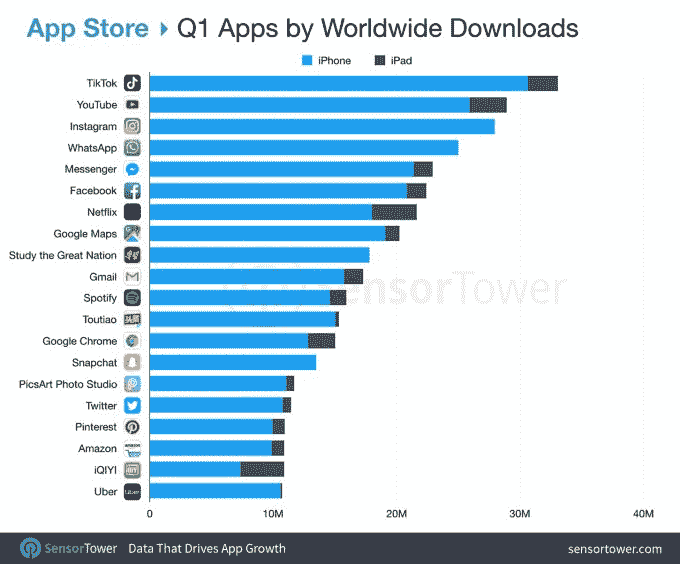 App Store ▸ Q1 Apps by Worldwide Downloads
iPhone iPad
TikTok
YouTube
Instagram
WhatsApp
Messenger
Facebook
Netflix
Google Maps
Study the Great Nation
Gmail
Spotify
Toutiao
Google Chrome
Snapchat
PicsArt Photo Studio
Twitter
Pinterest
Amazon
iQIYI
Uber
SensorTower
0 10M 20M 30M 40M
SensorTower Data That Drives App Growth sensortower.com